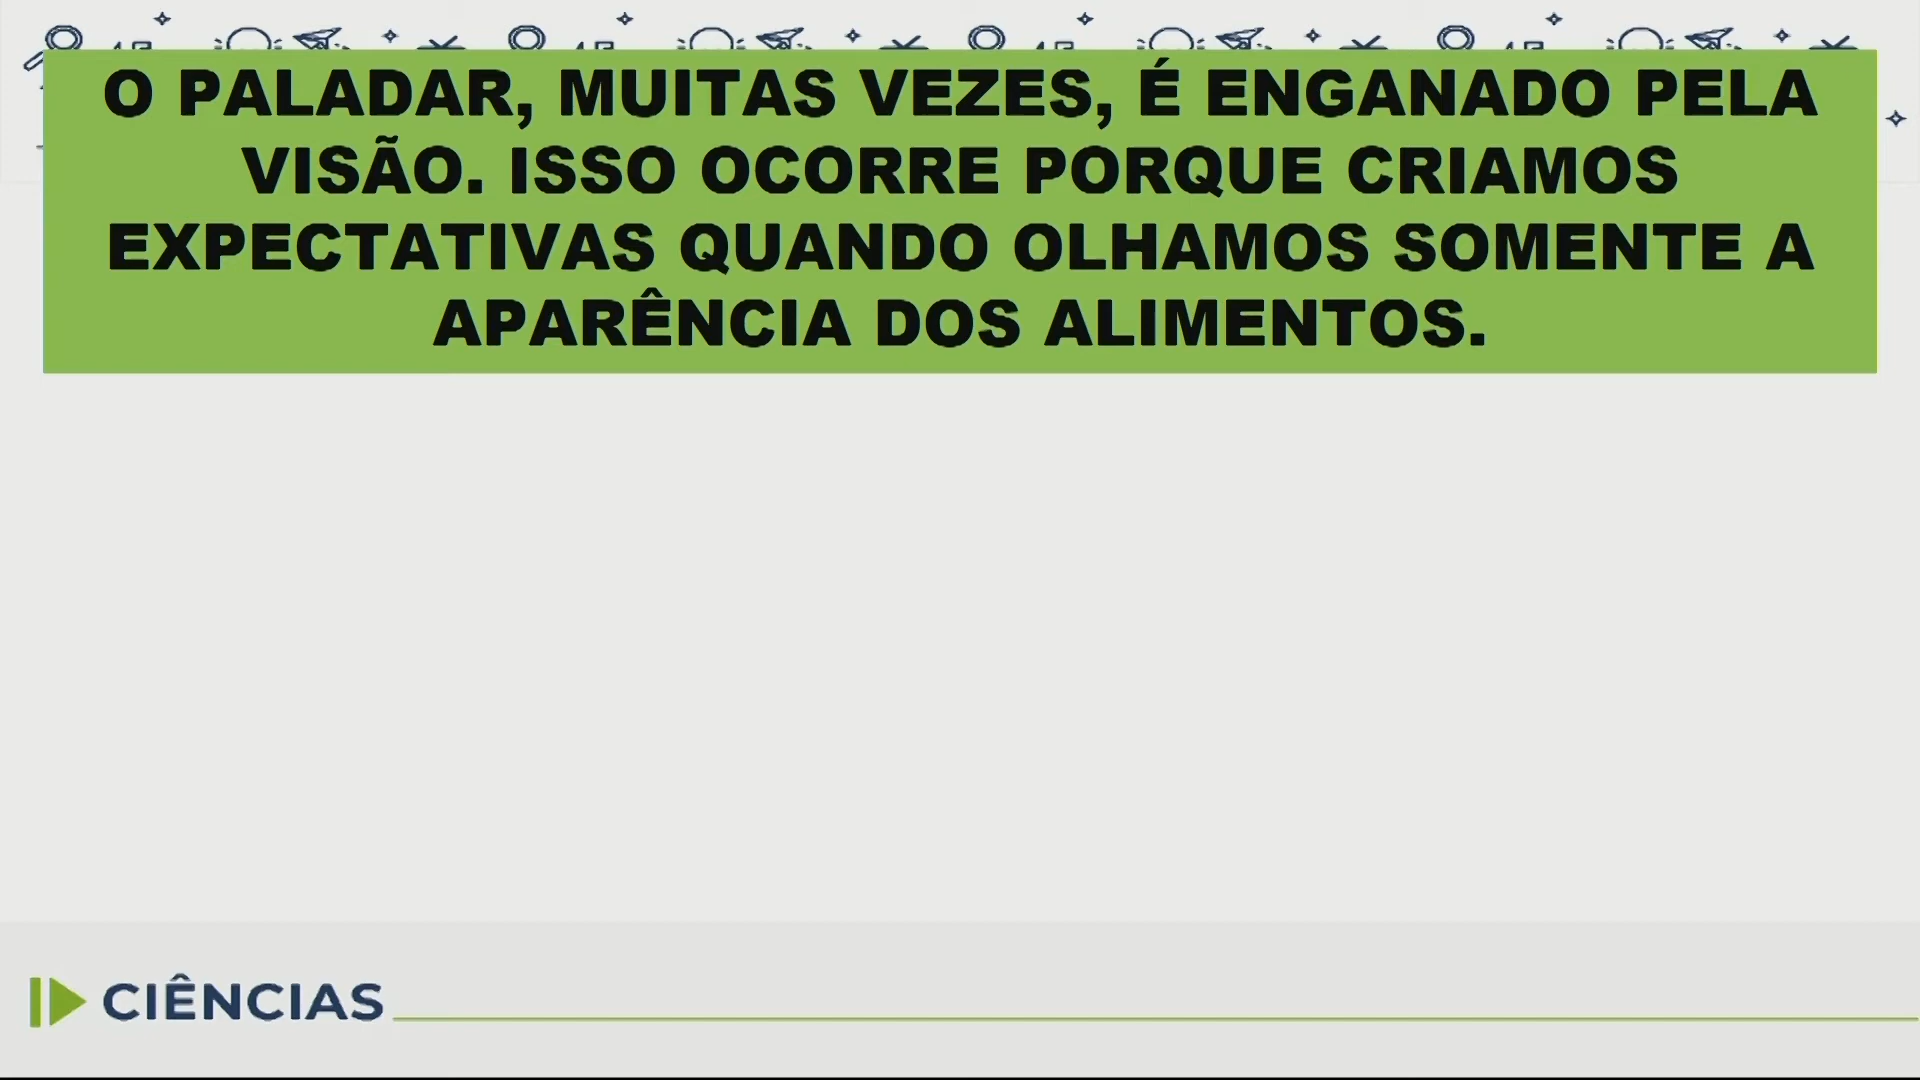 O PALADAR, MUITAS VEZES, É ENGANADO PELA
VISÃO. ISSO OCORRE PORQUE CRIAMOS
EXPECTATIVAS QUANDO OLHAMOS SOMENTE A
APARÊNCIA DOS ALIMENTOS.
CIÊNCIAS